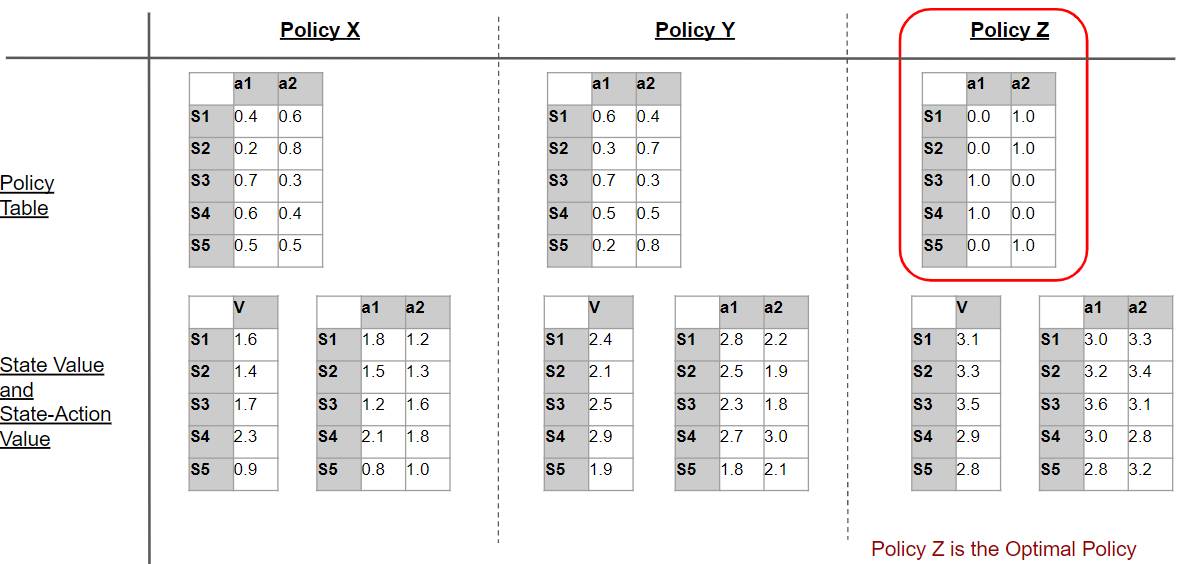 Policy X Policy Y Policy Z
a1 a2 a1 a2 a1 a2
S1 0.4 0.6 S1 0.6 0.4 S1 0.0 1.0
S2 0.2 0.8 S2 0.3 0.7 S2 0.0 1.0
Policy S3 0.7 0.3 S3 0.7 0.3 S3 1.0 0.0
Table S4 0.6 0.4 S4 0.5 0.5 S4 1.0 0.0
S5 0.5 0.5 S5 0.2 0.8 S5 0.0 1.0
V a1 a2 V a1 a2 V a1 a2
S1 1.6 S1 1.8 1.2 S1 2.4 S1 2.8 2.2 S1 3.1 S1 3.0 3.3
State Value S2 1.4 S2 1.5 1.3 S2 2.1 S2 2.5 1.9 S2 3.3 S2 3.2 3.4
and S3 1.7 S3 1.2 1.6 S3 2.5 S3 2.3 1.8 S3 3.5 S3 3.6 3.1
State-Action S4 2.3 S4 2.1 1.8 S4 2.9 S4 2.7 3.0 S4 2.9 S4 3.0 2.8
Value S5 0.9 S5 0.8 1.0 S5 1.9 S5 1.8 2.1 S5 2.8 S5 2.8 3.2
Policy Z is the Optimal Policy